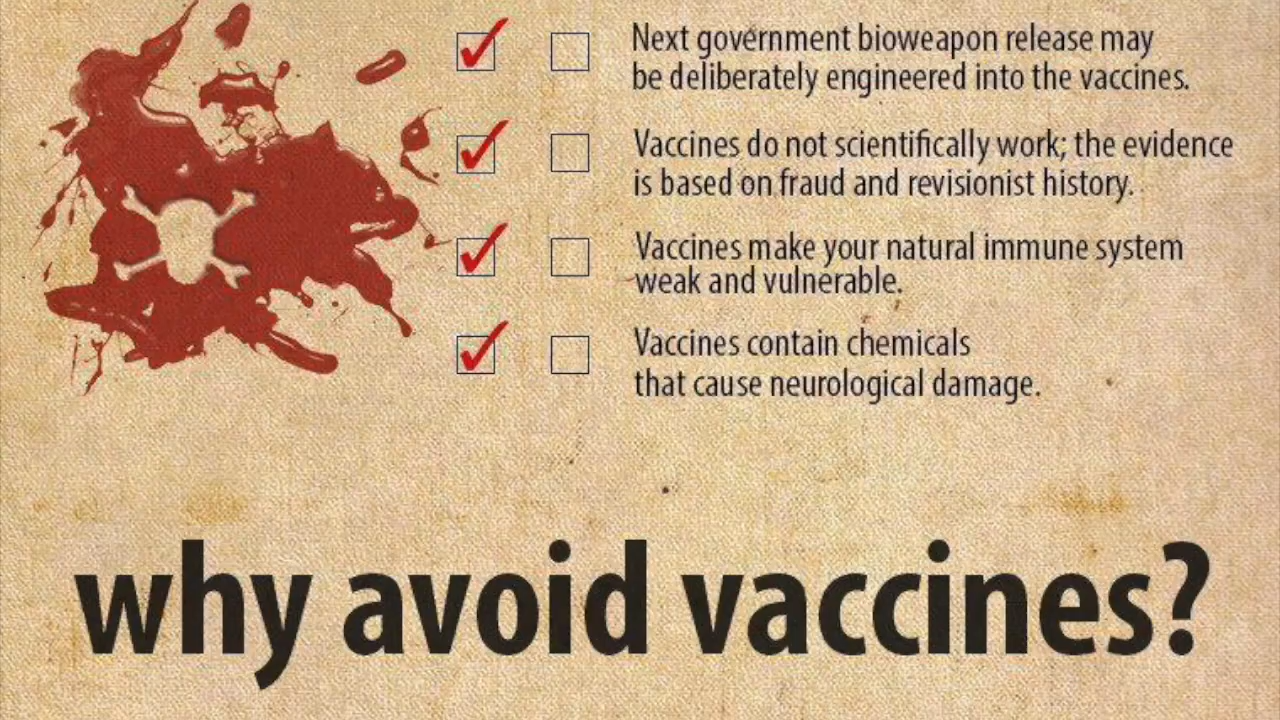 Next government bioweapon release may
be deliberately engineered into the vaccines.
Vaccines do not scientifically work; the evidence
is based on fraud and revisionist history.
Vaccines make your natural immune system
weak and vulnerable.
Vaccines contain chemicals
that cause neurological damage.
why avoid vaccines?